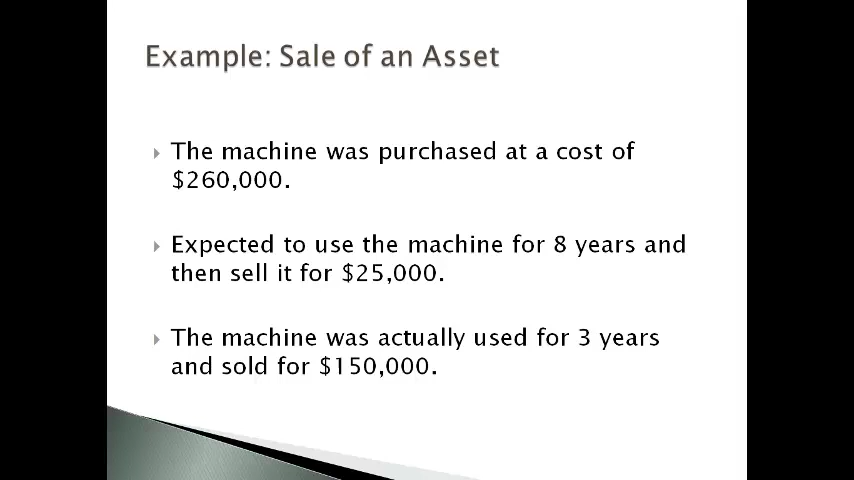 Example: Sale of an Asset
The machine was purchased at a cost of
$260,000.
Expected to use the machine for 8 years and
then sell it for $25,000.
The machine was actually used for 3 years
and sold for $150,000.